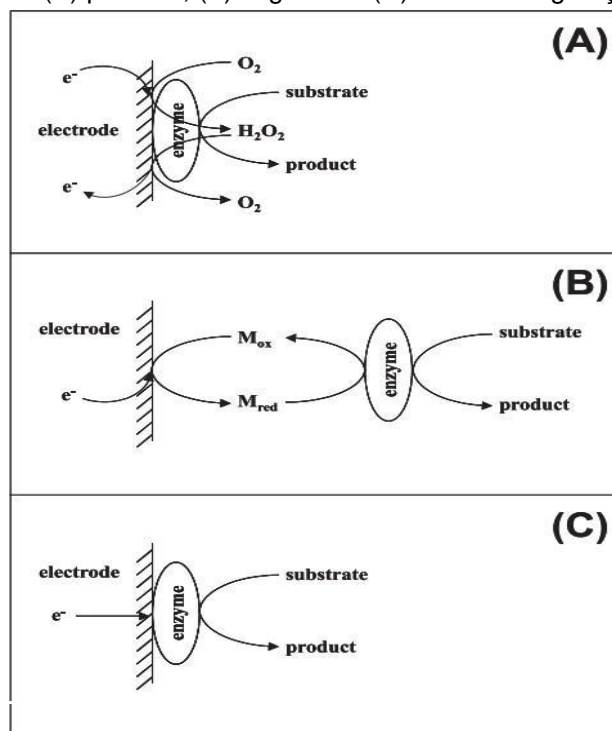 (A)
O₂
e⁻
substrate
electrode
enzyme
H₂O₂
product
e⁻
O₂
(B)
electrode
substrate
Mox
enzyme
e⁻
Mred
product
(C)
electrode
substrate
enzyme
e⁻
product